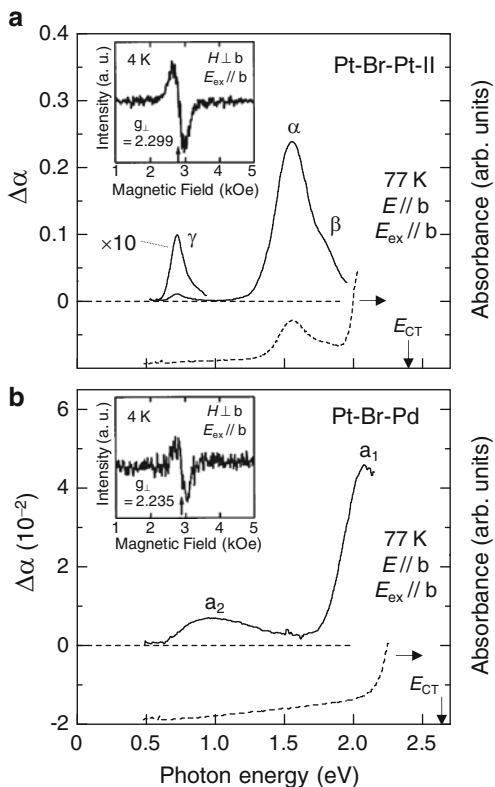 a
Intensity (a. u.)
4 K
H⊥b
E_ex // b
g⊥
=2.299
1 2 3 4 5
Magnetic Field (kOe)
Pt-Br-Pt-II
α
β
γ
×10
77 K
E // b
E_ex // b
E_CT
0.4
0.3
0.2
0.1
0
Δα
Absorbance (arb. units)
b
Intensity (a. u.)
4 K
H⊥b
E_ex // b
g⊥
=2.235
1 2 3 4 5
Magnetic Field (kOe)
Pt-Br-Pd
a₁
a₂
77 K
E // b
E_ex // b
E_CT
6
4
2
0
-2
Δα (10⁻²)
Absorbance (arb. units)
0 0.5 1.0 1.5 2.0 2.5
Photon energy (eV)